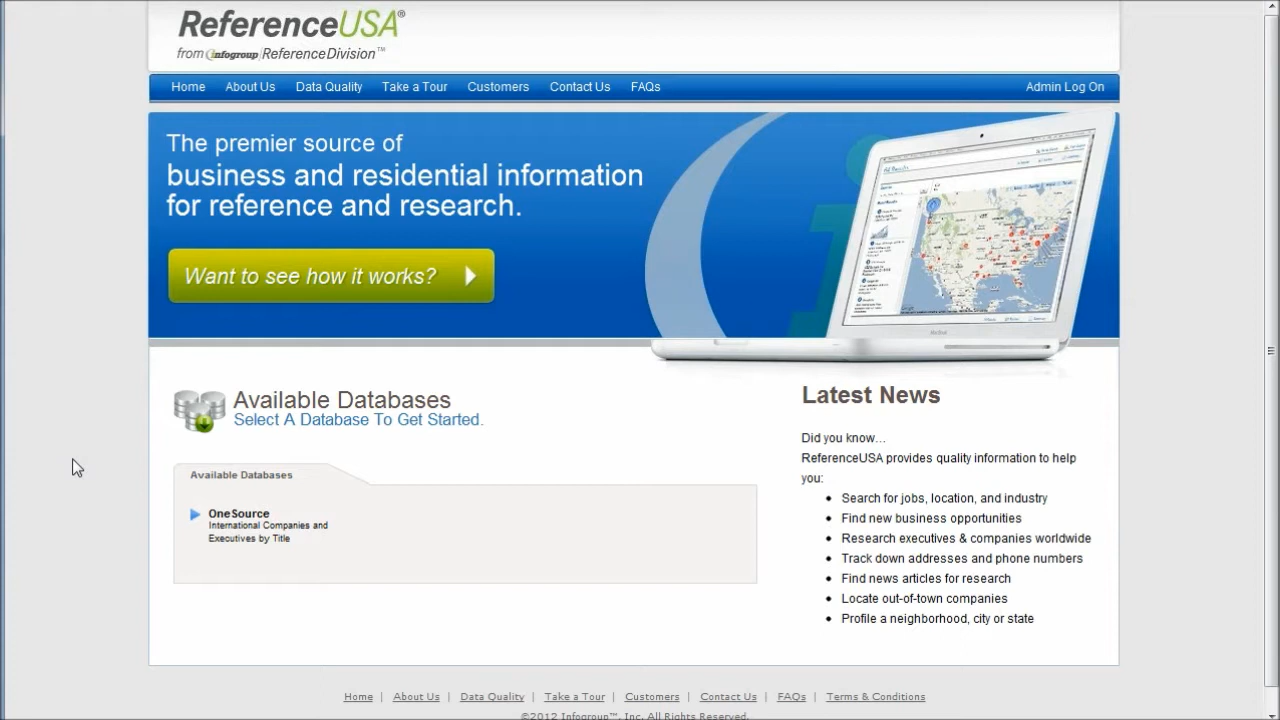 ReferenceUSA®
from infogroup | ReferenceDivision™
Home About Us Data Quality Take a Tour Customers Contact Us FAQs Admin Log On
The premier source of
business and residential information
for reference and research.
Want to see how it works?
Available Databases
Select A Database To Get Started.
Available Databases
OneSource
International Companies and
Executives by Title
Latest News
Did you know...
ReferenceUSA provides quality information to help
you:
Search for jobs, location, and industry
Find new business opportunities
Research executives & companies worldwide
Track down addresses and phone numbers
Find news articles for research
Locate out-of-town companies
Profile a neighborhood, city or state
Home | About Us | Data Quality | Take a Tour | Customers | Contact Us | FAQs | Terms & Conditions
©2012 Infogroup™, Inc. All Rights Reserved.